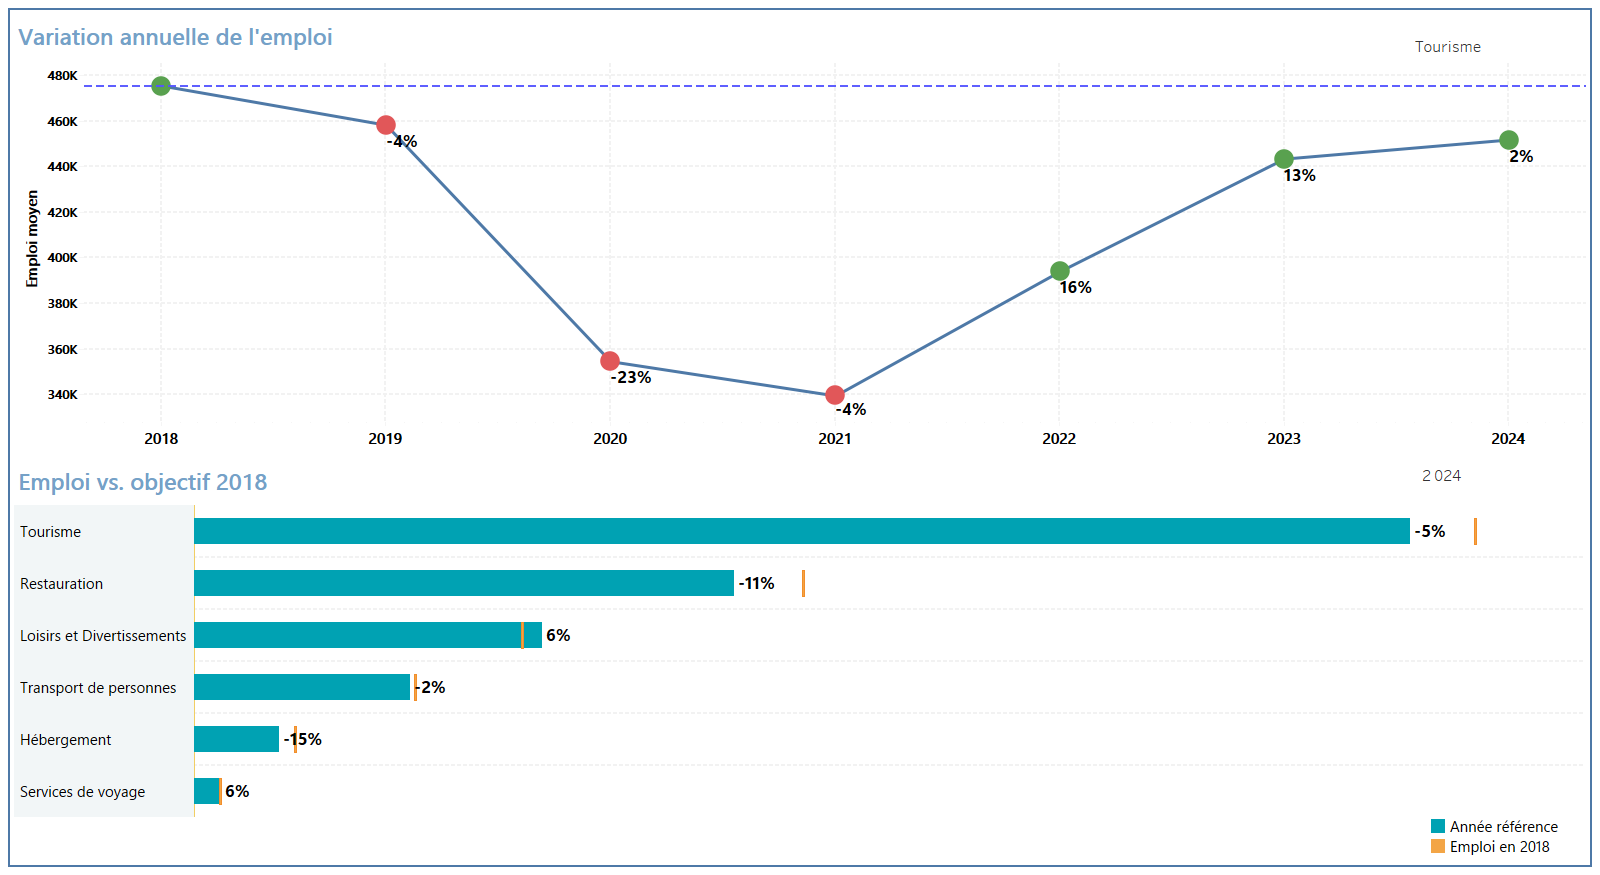 Variation annuelle de l'emploi
Tourisme
480K
460K
440K
420K
400K
380K
360K
340K
Emploi moyen
-4%
-23%
-4%
16%
13%
2%
2018 2019 2020 2021 2022 2023 2024
Emploi vs. objectif 2018
2 024
Tourisme -5%
Restauration -11%
Loisirs et Divertissements 6%
Transport de personnes -2%
Hébergement -15%
Services de voyage 6%
Année référence
Emploi en 2018